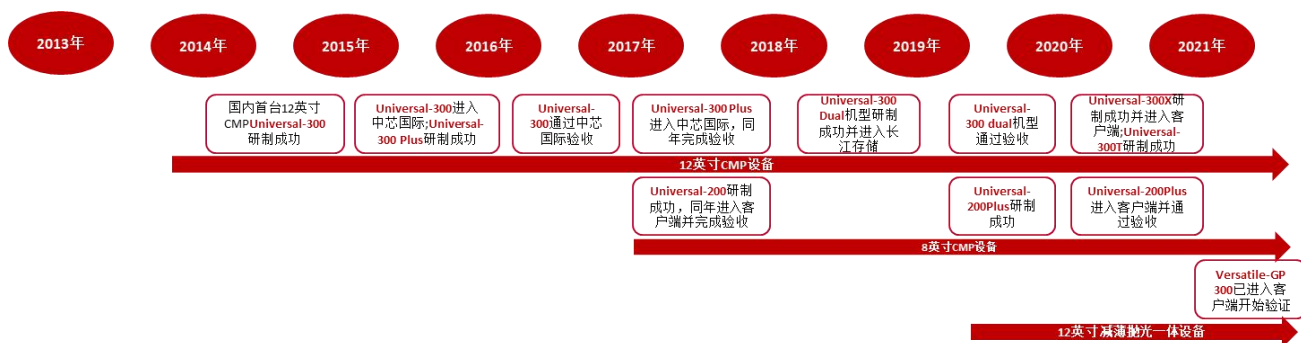 2013年
2014年
2015年
2016年
2017年
2018年
2019年
2020年
2021年
国内首台12英寸
CMPUniversal-300
研制成功
Universal-300进入
中芯国际;Universal-
300 Plus研制成功
Universal-
300通过中芯
国际验收
Universal-300 Plus
进入中芯国际，同
年完成验收
Universal-300
Dual机型研制
成功并进入长
江存储
Universal-
300 dual机型
通过验收
Universal-300X研
制成功并进入客
户端;Universal-
300T研制成功
12英寸CMP设备
Universal-200研制
成功，同年进入客
户端并完成验收
Universal-
200Plus研制
成功
Universal-200Plus
进入客户端并通
过验收
8英寸CMP设备
Versatile-GP
300已进入客
户端开始验证
12英寸减薄抛光一体设备